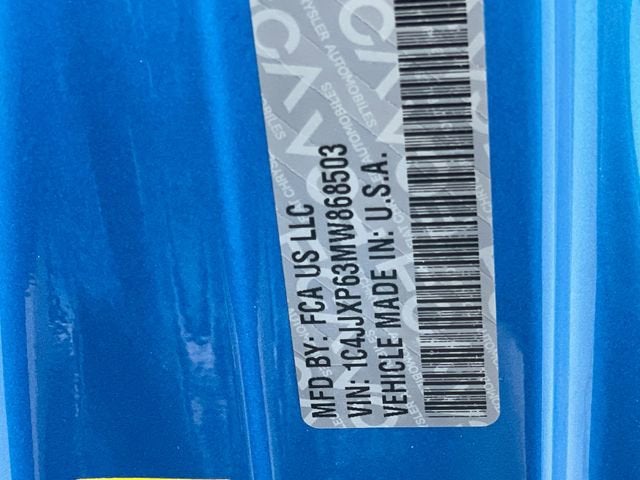 MFD BY: FCA US LLC
VIN: 1C4JJXP63MW868503
VEHICLE MADE IN: U.S.A.